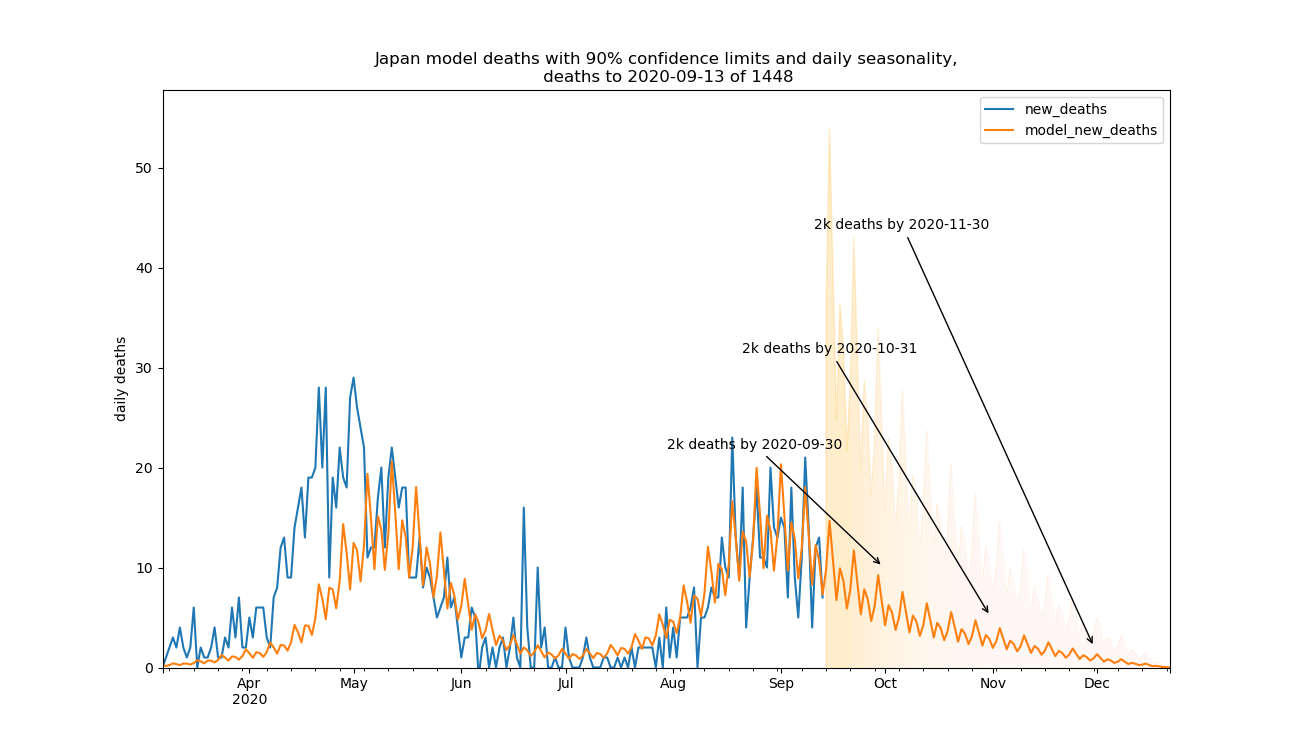 Japan model deaths with 90% confidence limits and daily seasonality,
deaths to 2020-09-13 of 1448
new_deaths
model_new_deaths
daily deaths
50
40
30
20
10
0
2k deaths by 2020-11-30
2k deaths by 2020-10-31
2k deaths by 2020-09-30
Apr
2020
May
Jun
Jul
Aug
Sep
Oct
Nov
Dec